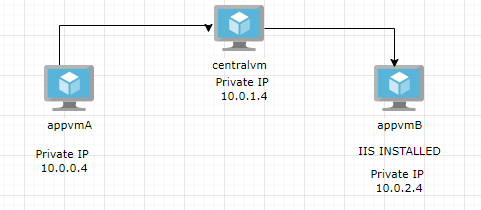 centralvm
Private IP
10.0.1.4
appvmA
Private IP
10.0.0.4
appvmB
IIS INSTALLED
Private IP
10.0.2.4